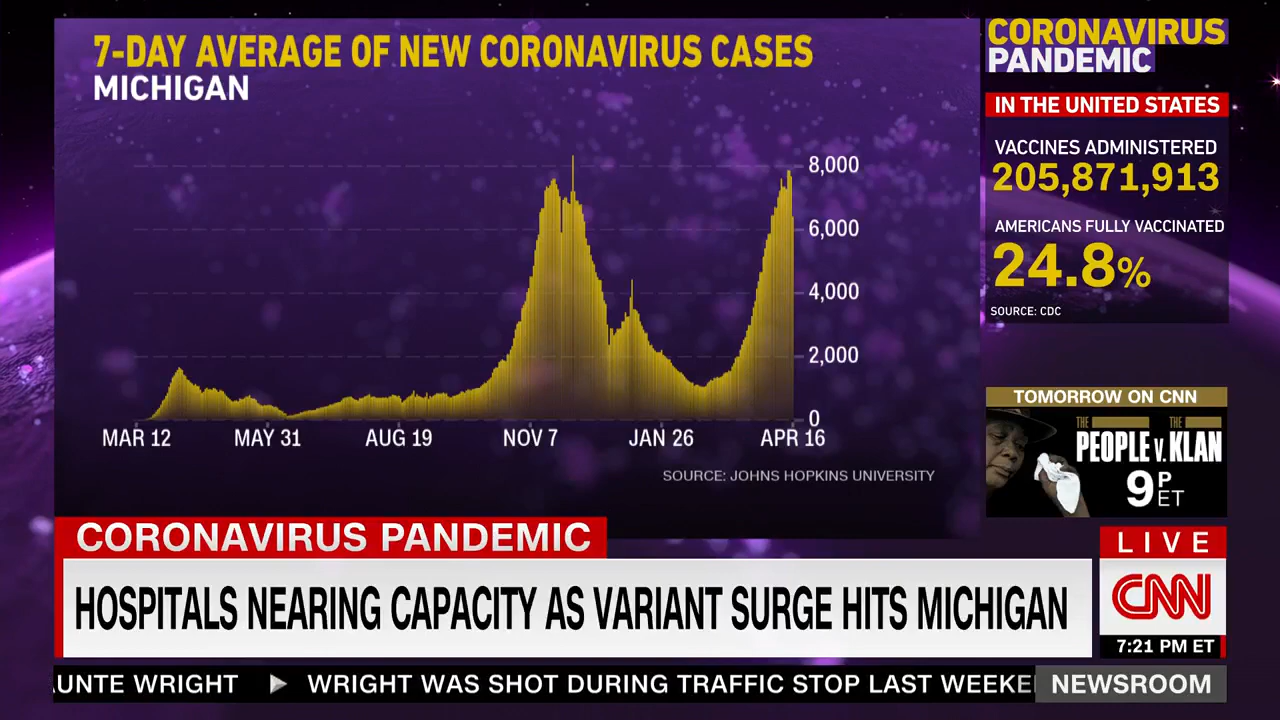 7-DAY AVERAGE OF NEW CORONAVIRUS CASES
MICHIGAN
8,000
6,000
4,000
2,000
0
MAR 12 MAY 31 AUG 19 NOV 7 JAN 26 APR 16
SOURCE: JOHNS HOPKINS UNIVERSITY
CORONAVIRUS
PANDEMIC
IN THE UNITED STATES
VACCINES ADMINISTERED
205,871,913
AMERICANS FULLY VACCINATED
24.8%
SOURCE: CDC
TOMORROW ON CNN
THE THE
PEOPLE V. KLAN
9P
ET
CORONAVIRUS PANDEMIC
HOSPITALS NEARING CAPACITY AS VARIANT SURGE HITS MICHIGAN
LIVE
CNN
7:21 PM ET
UNTE WRIGHT ▶ WRIGHT WAS SHOT DURING TRAFFIC STOP LAST WEEKE
NEWSROOM